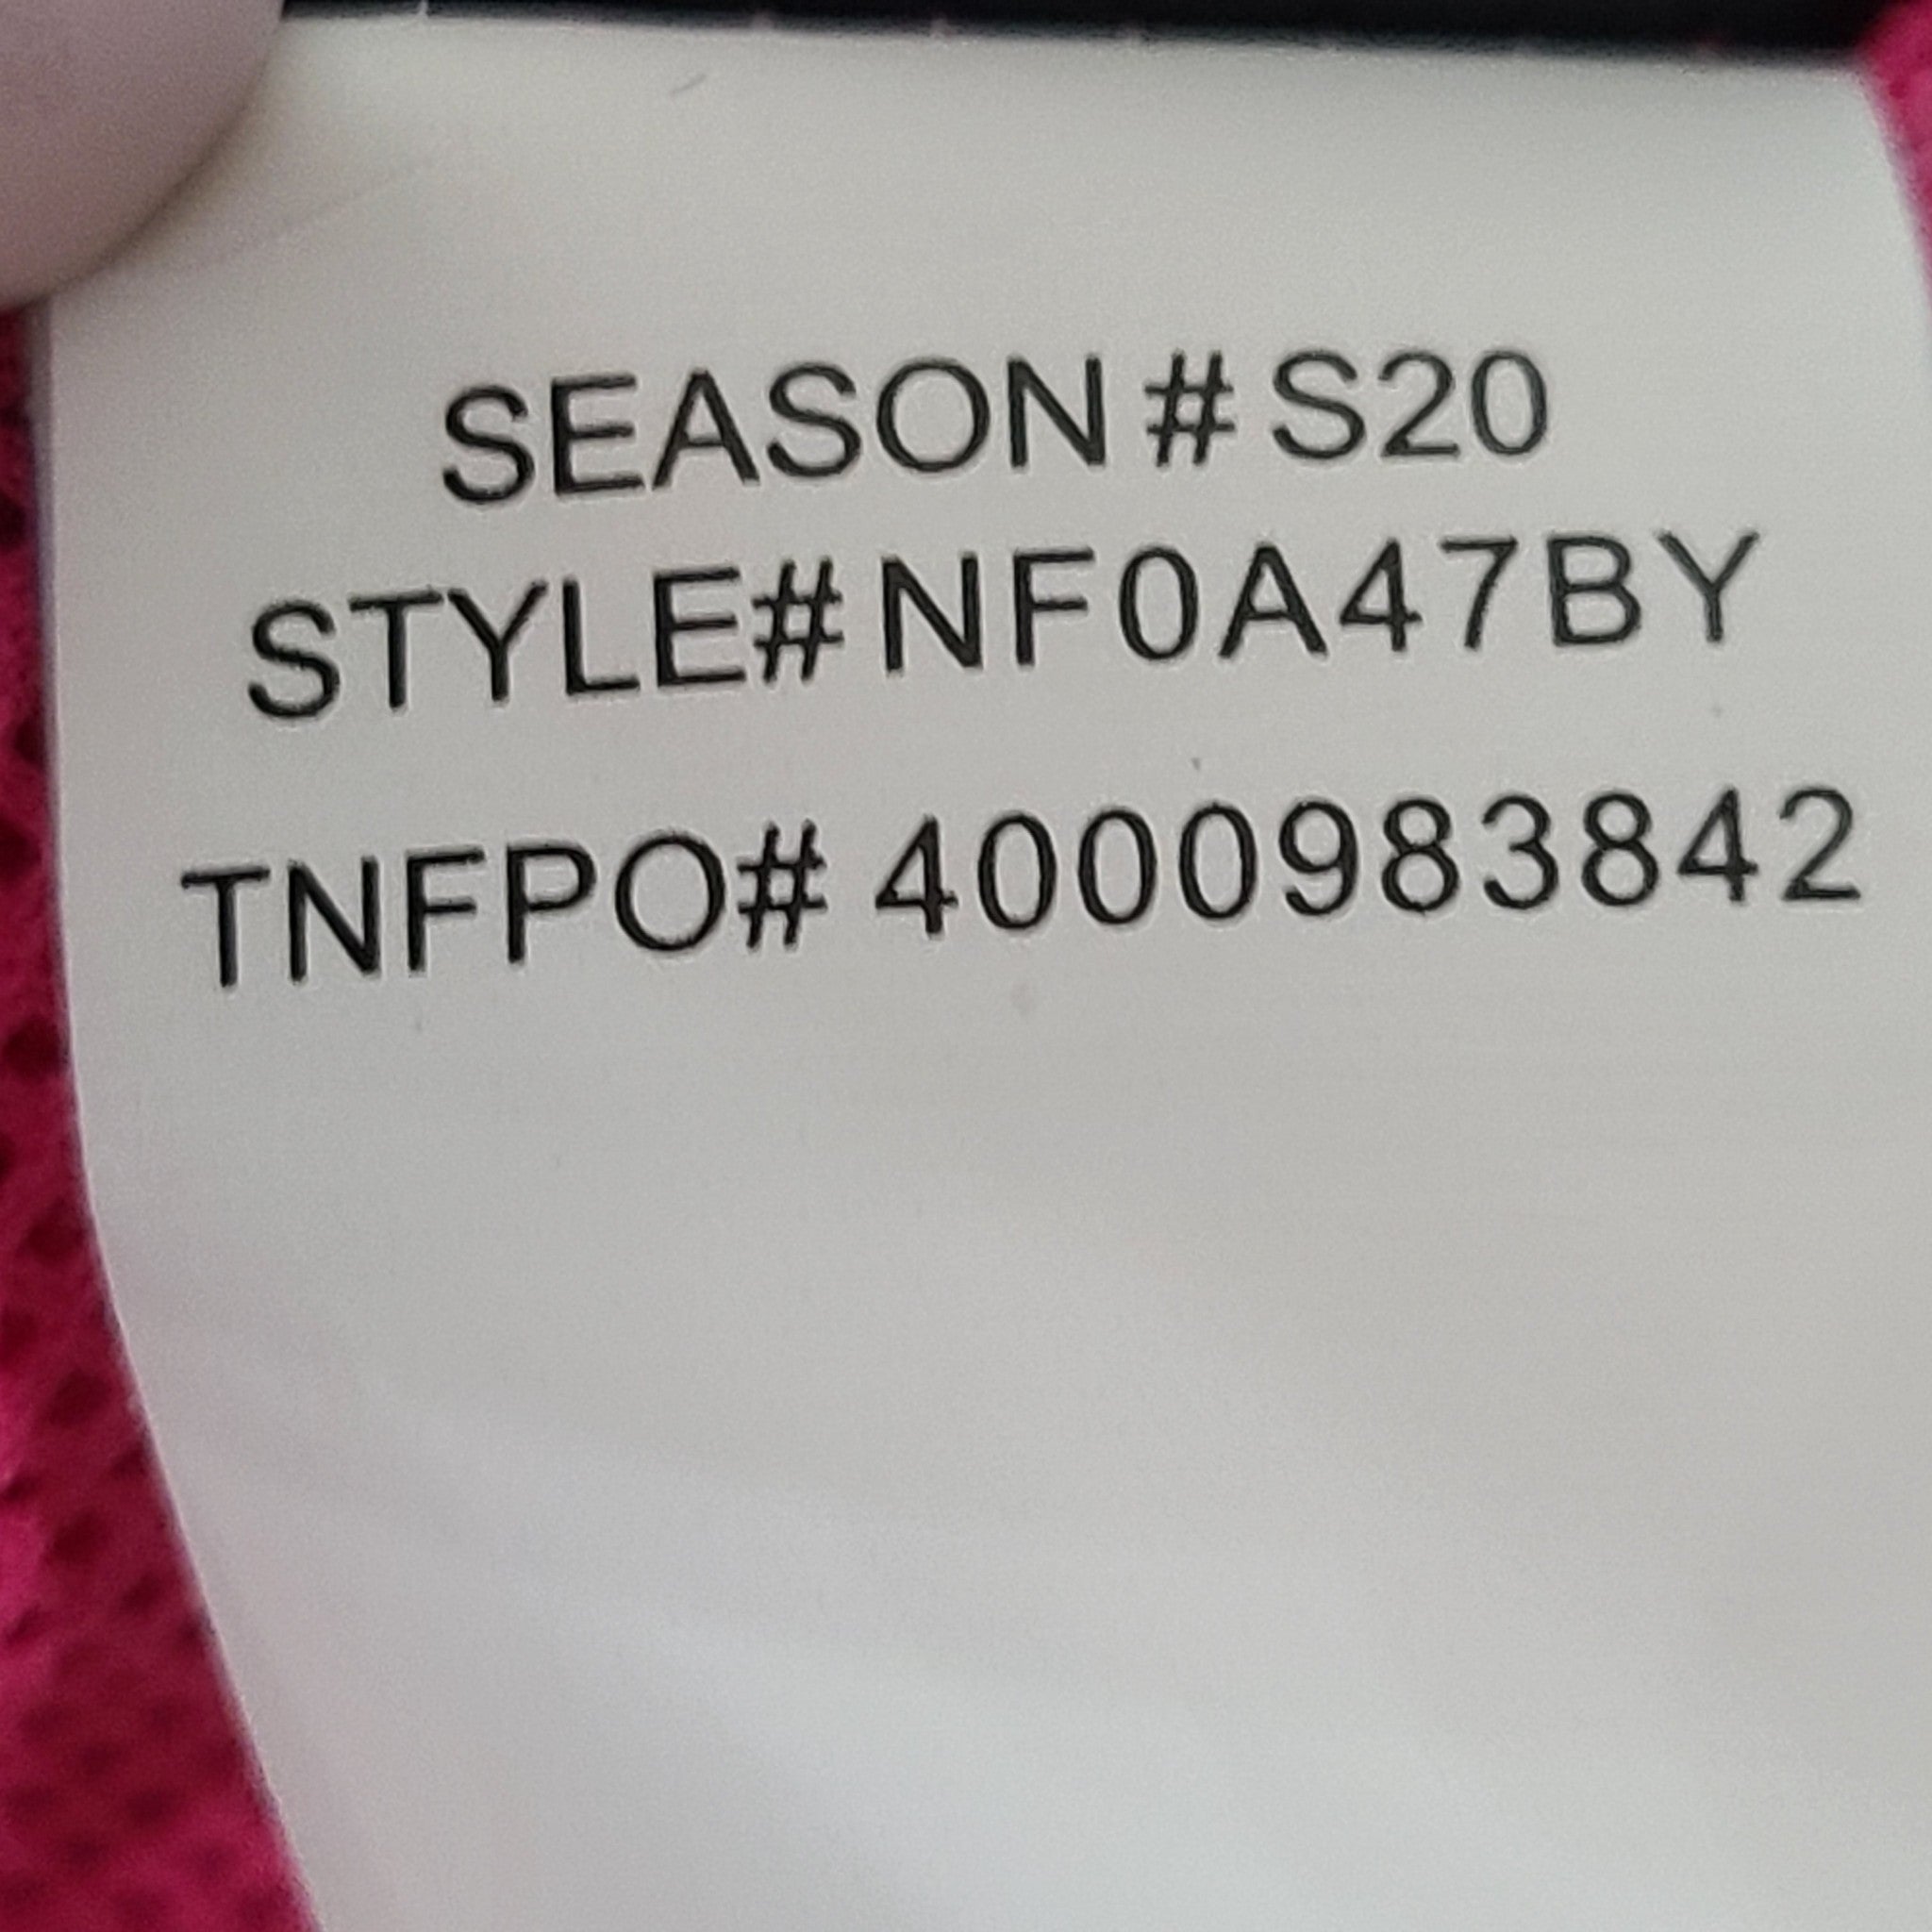 SEASON # S20
STYLE# NF0A47BY
TNFPO# 4000983842